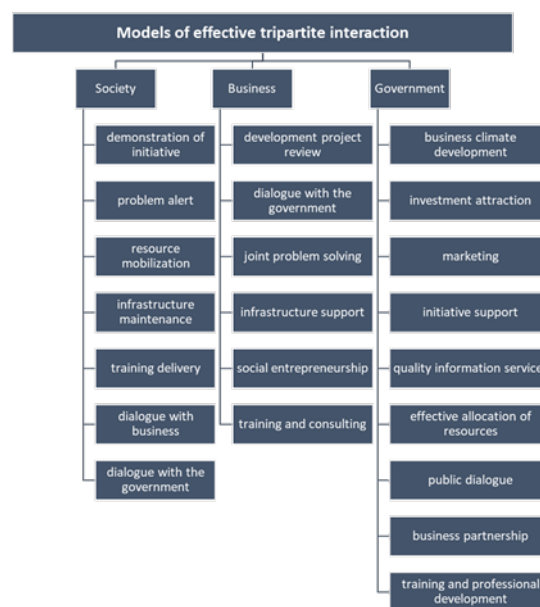 Models of effective tripartite interaction
Society
Business
Government
demonstration of
initiative
problem alert
resource
mobilization
infrastructure
maintenance
training delivery
dialogue with
business
dialogue with the
government
development project
review
dialogue with the
government
joint problem solving
infrastructure support
social entrepreneurship
training and consulting
business climate
development
investment attraction
marketing
initiative support
quality information service
effective allocation of
resources
public dialogue
business partnership
training and professional
development